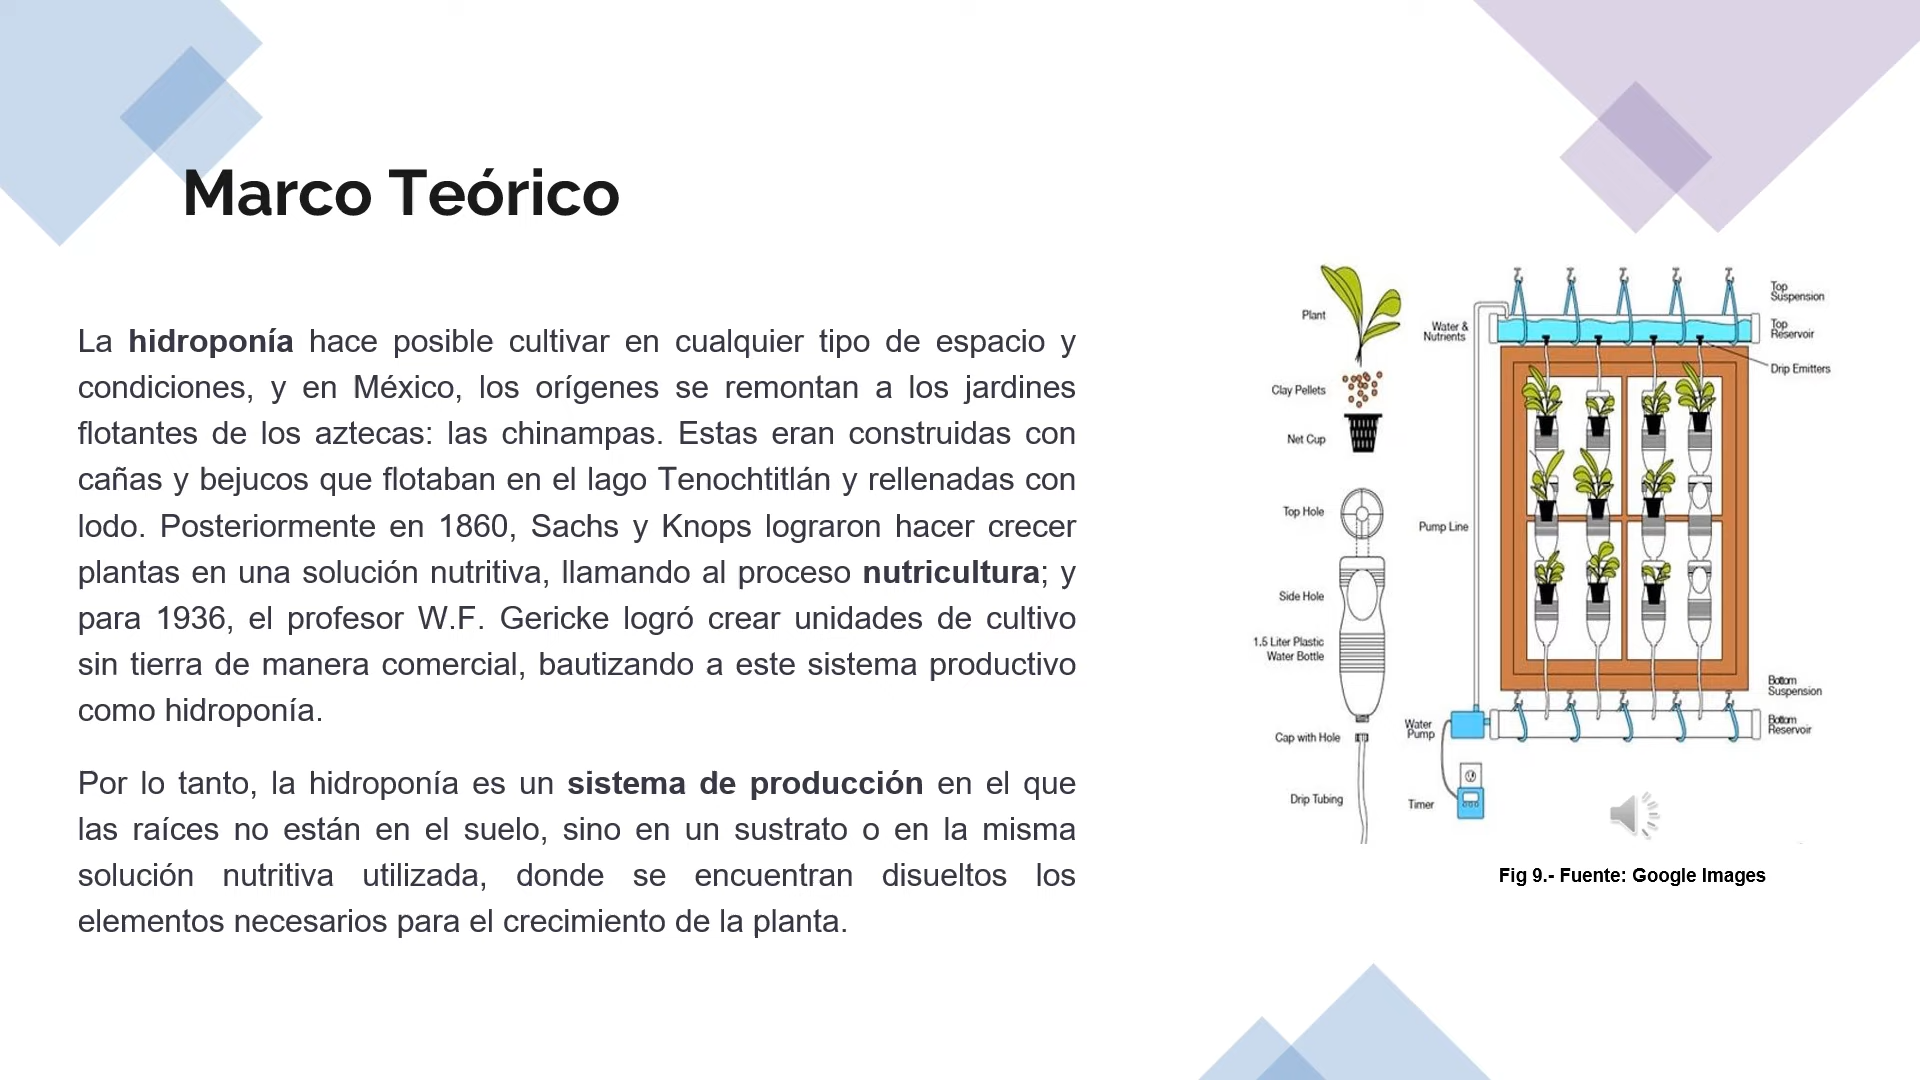 Marco Teórico
La hidroponía hace posible cultivar en cualquier tipo de espacio y
condiciones, y en México, los orígenes se remontan a los jardines
flotantes de los aztecas: las chinampas. Estas eran construidas con
cañas y bejucos que flotaban en el lago Tenochtitlán y rellenadas con
lodo. Posteriormente en 1860, Sachs y Knops lograron hacer crecer
plantas en una solución nutritiva, llamando al proceso nutricultura; y
para 1936, el profesor W.F. Gericke logró crear unidades de cultivo
sin tierra de manera comercial, bautizando a este sistema productivo
como hidroponía.
Por lo tanto, la hidroponía es un sistema de producción en el que
las raíces no están en el suelo, sino en un sustrato o en la misma
solución nutritiva utilizada, donde se encuentran disueltos los
elementos necesarios para el crecimiento de la planta.
Plant
Clay Pellets
Net Cup
Top Hole
Side Hole
1.5 Liter Plastic
Water Bottle
Cap with Hole
Drip Tubing
Water &
Nutrients
Pump Line
Water
Pump
Timer
Top
Suspension
Top
Reservoir
Drip Emitters
Bottom
Suspension
Bottom
Reservoir
Fig 9.- Fuente: Google Images